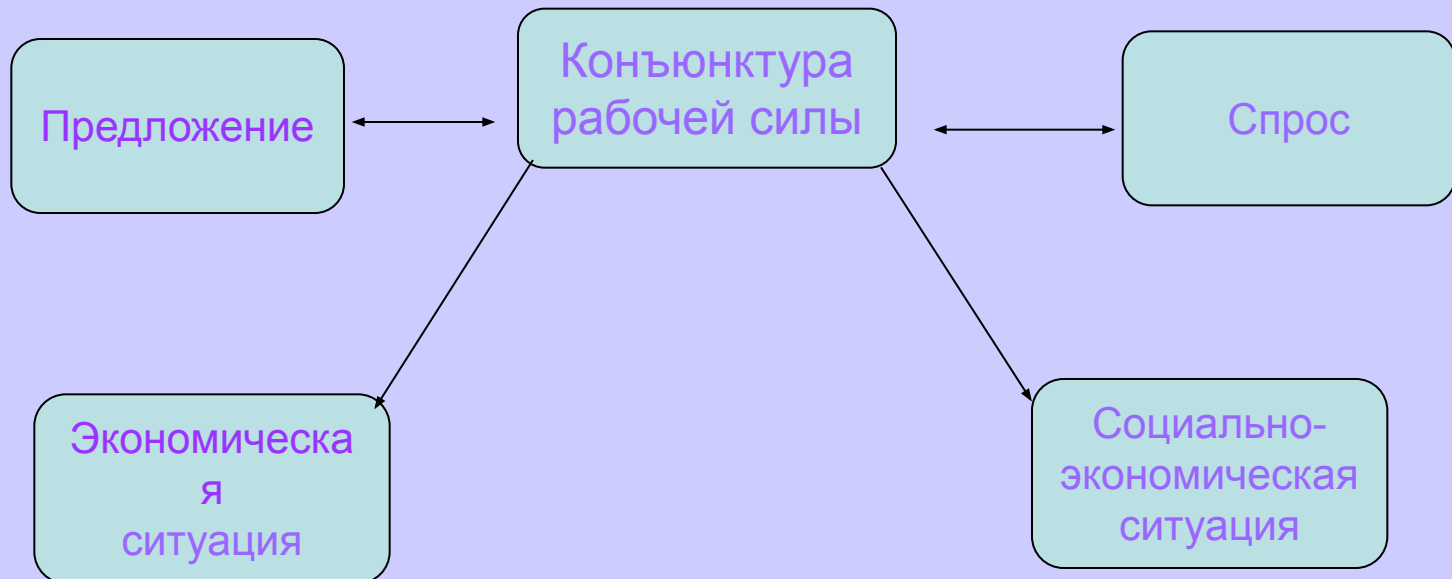 Предложение
Конъюнктура
рабочей силы
Спрос
Экономическа
я
ситуация
Социально-
экономическая
ситуация